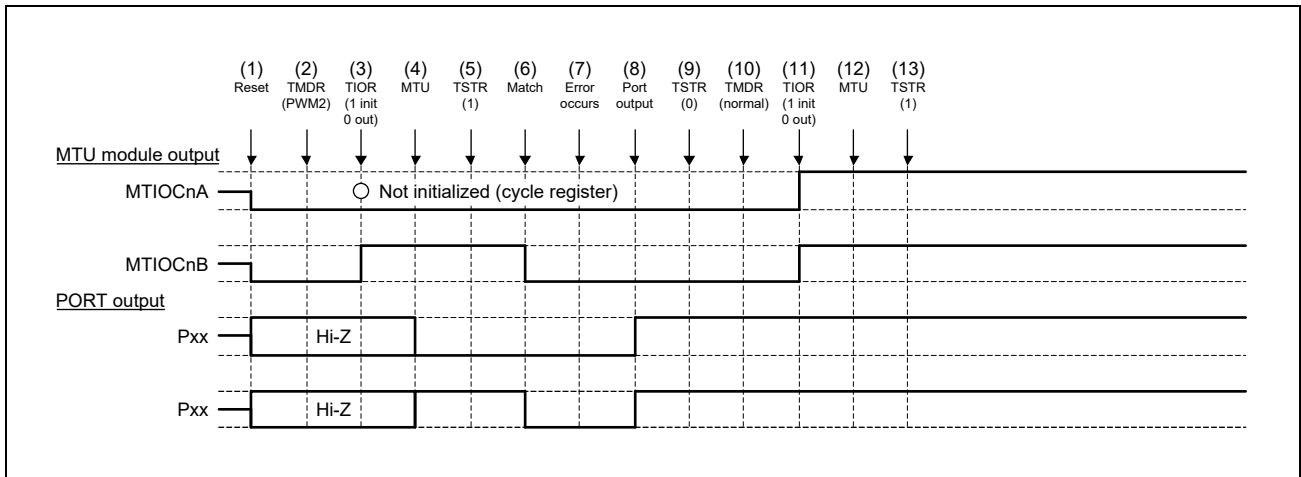 (1) (2) (3) (4) (5) (6) (7) (8) (9) (10) (11) (12) (13)
Reset TMDR TIOR MTU TSTR Match Error Port TSTR TMDR TIOR MTU TSTR
(PWM2) (1 init (1) occurs output (0) (normal) (1 init (1)
0 out) 0 out)
MTU module output
MTIOCnA Not initialized (cycle register)
MTIOCnB
PORT output
Pxx Hi-Z
Pxx Hi-Z